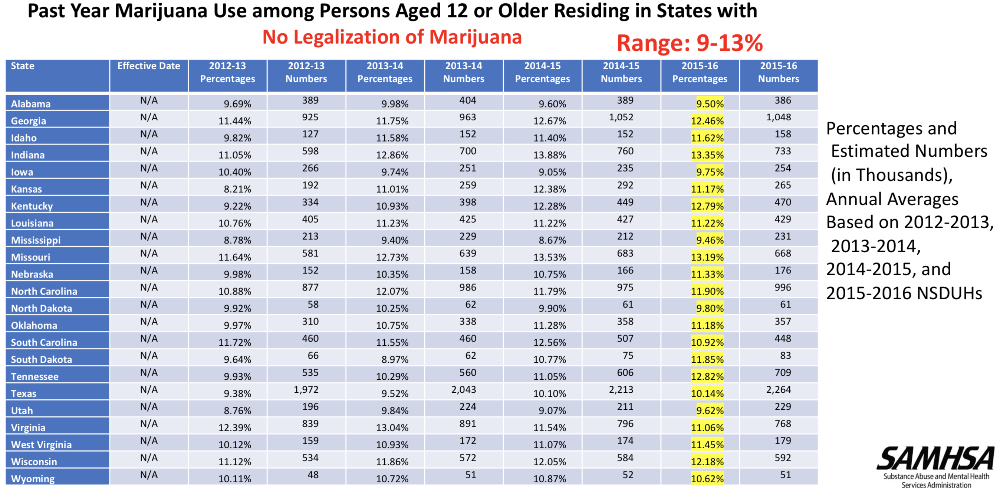 Past Year Marijuana Use among Persons Aged 12 or Older Residing in States with
No Legalization of Marijuana Range: 9-13%
State Effective Date 2012-13 Percentages 2012-13 Numbers 2013-14 Percentages 2013-14 Numbers 2014-15 Percentages 2014-15 Numbers 2015-16 Percentages 2015-16 Numbers
Alabama N/A 9.69% 389 9.98% 404 9.60% 389 9.50% 386
Georgia N/A 11.44% 925 11.75% 963 12.67% 1,052 12.46% 1,048
Idaho N/A 9.82% 127 11.58% 152 11.40% 152 11.62% 158
Indiana N/A 11.05% 598 12.86% 700 13.88% 760 13.35% 733
Iowa N/A 10.40% 266 9.74% 251 9.05% 235 9.75% 254
Kansas N/A 8.21% 192 11.01% 259 12.38% 292 11.17% 265
Kentucky N/A 9.22% 334 10.93% 398 12.28% 449 12.79% 470
Louisiana N/A 10.76% 405 11.23% 425 11.22% 427 11.22% 429
Mississippi N/A 8.78% 213 9.40% 229 8.67% 212 9.46% 231
Missouri N/A 11.64% 581 12.73% 639 13.53% 683 13.19% 668
Nebraska N/A 9.98% 152 10.35% 158 10.75% 166 11.33% 176
North Carolina N/A 10.88% 877 12.07% 986 11.79% 975 11.90% 996
North Dakota N/A 9.92% 58 10.25% 62 9.90% 61 9.80% 61
Oklahoma N/A 9.97% 310 10.75% 338 11.28% 358 11.18% 357
South Carolina N/A 11.72% 460 11.55% 460 12.56% 507 10.92% 448
South Dakota N/A 9.64% 66 8.97% 62 10.77% 75 11.85% 83
Tennessee N/A 9.93% 535 10.29% 560 11.05% 606 12.82% 709
Texas N/A 9.38% 1,972 9.52% 2,043 10.10% 2,213 10.14% 2,264
Utah N/A 8.76% 196 9.84% 224 9.07% 211 9.62% 229
Virginia N/A 12.39% 839 13.04% 891 11.54% 796 11.06% 768
West Virginia N/A 10.12% 159 10.93% 172 11.07% 174 11.45% 179
Wisconsin N/A 11.12% 534 11.86% 572 12.05% 584 12.18% 592
Wyoming N/A 10.11% 48 10.72% 51 10.87% 52 10.62% 51
Percentages and
Estimated Numbers
(in Thousands),
Annual Averages
Based on 2012-2013,
2013-2014,
2014-2015, and
2015-2016 NSDUHs
SAMHSA
Substance Abuse and Mental Health
Services Administration